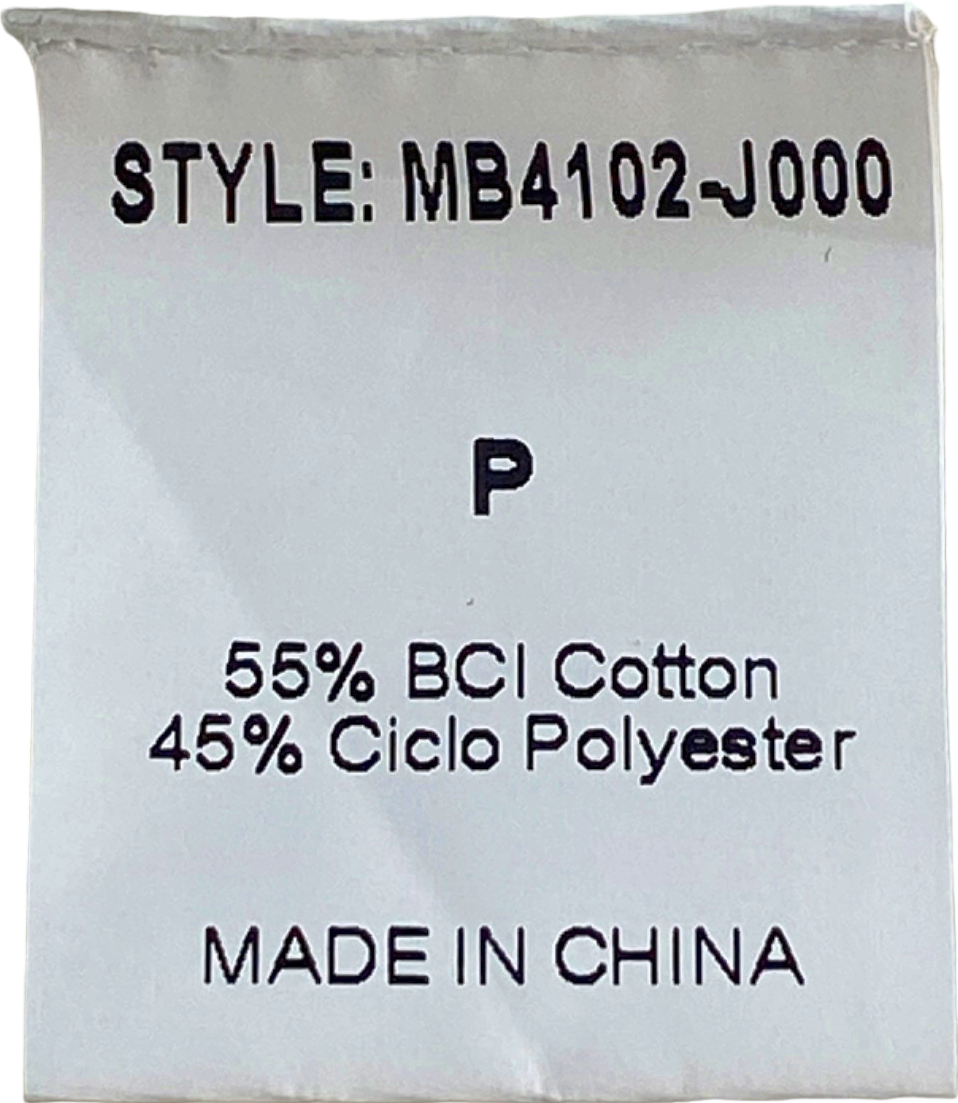 STYLE: MB4102-J000
P
55% BCI Cotton
45% Ciclo Polyester
MADE IN CHINA